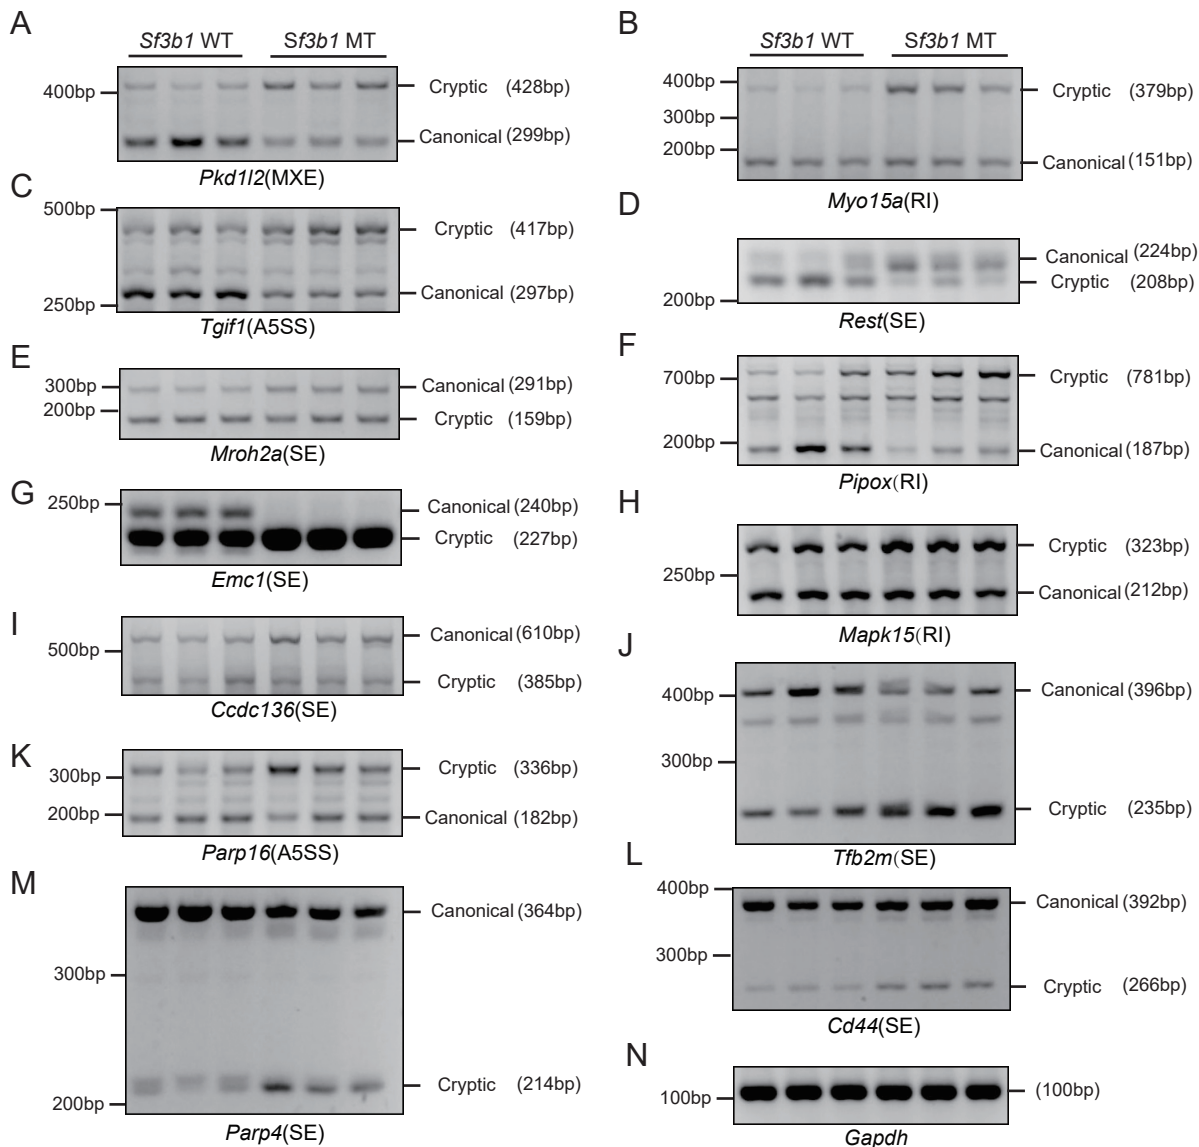 A
Sf3b1 WT
Sf3b1 MT
400bp
Cryptic (428bp)
Canonical (299bp)
Pkd1l2(MXE)
B
Sf3b1 WT
Sf3b1 MT
400bp
300bp
200bp
Cryptic (379bp)
Canonical (151bp)
Myo15a(RI)
C
500bp
250bp
Cryptic (417bp)
Canonical (297bp)
Tgif1(A5SS)
D
200bp
Canonical (224bp)
Cryptic (208bp)
Rest(SE)
E
300bp
200bp
Canonical (291bp)
Cryptic (159bp)
Mroh2a(SE)
F
700bp
200bp
Cryptic (781bp)
Canonical (187bp)
Pipox(RI)
G
250bp
Canonical (240bp)
Cryptic (227bp)
Emc1(SE)
H
250bp
Cryptic (323bp)
Canonical (212bp)
Mapk15(RI)
I
500bp
Canonical (610bp)
Cryptic (385bp)
Ccdc136(SE)
J
400bp
300bp
Canonical (396bp)
Cryptic (235bp)
Tfb2m(SE)
K
300bp
200bp
Cryptic (336bp)
Canonical (182bp)
Parp16(A5SS)
L
400bp
300bp
Canonical (392bp)
Cryptic (266bp)
Cd44(SE)
M
300bp
200bp
Canonical (364bp)
Cryptic (214bp)
Parp4(SE)
N
100bp
(100bp)
Gapdh